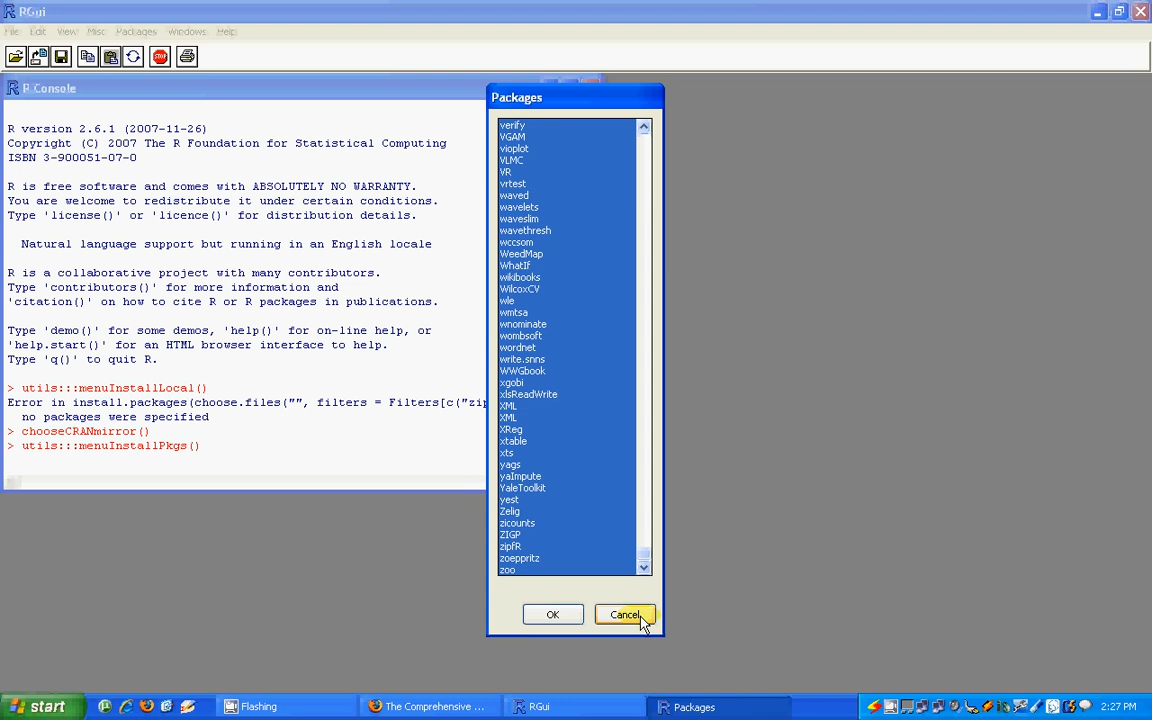 RGui
File Edit View Misc Packages Windows Help
STOP
R Console
R version 2.6.1 (2007-11-26)
Copyright (C) 2007 The R Foundation for Statistical Computing
ISBN 3-900051-07-0
R is free software and comes with ABSOLUTELY NO WARRANTY.
You are welcome to redistribute it under certain conditions.
Type 'license()' or 'licence()' for distribution details.
Natural language support but running in an English locale
R is a collaborative project with many contributors.
Type 'contributors()' for more information and
'citation()' on how to cite R or R packages in publications.
Type 'demo()' for some demos, 'help()' for on-line help, or
'help.start()' for an HTML browser interface to help.
Type 'q()' to quit R.
> utils:::menuInstallLocal()
Error in install.packages(choose.files("", filters = Filters[c("zip
no packages were specified
> chooseCRANmirror()
> utils:::menuInstallPkgs()
Packages
verify
VGAM
vioplot
VLMC
VR
vrtest
waved
wavelets
waveslim
wavethresh
wccsom
WeedMap
WhatIf
wikibooks
WilcoxCV
wle
wmtsa
wnominate
wombsoft
wordnet
write.snns
WWGbook
xgobi
xlsReadWrite
XML
XML
XReg
xtable
xts
yags
yaImpute
YaleToolkit
yest
Zelig
zicounts
ZIGP
zipfR
zoeppritz
zoo
OK Cancel
start Flashing The Comprehensive ... RGui Packages 2:27 PM